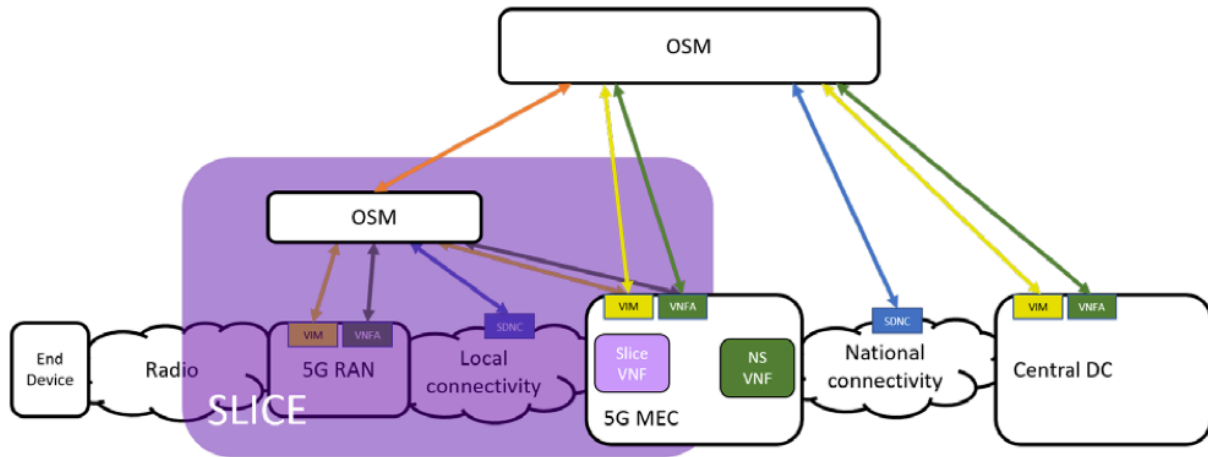 OSM
OSM
VIM
VNFA
SDNC
VIM
VNFA
SDNC
VIM
VNFA
End
Device
Radio
5G RAN
Local
connectivity
Slice
VNF
NS
VNF
5G MEC
National
connectivity
Central DC
SLICE